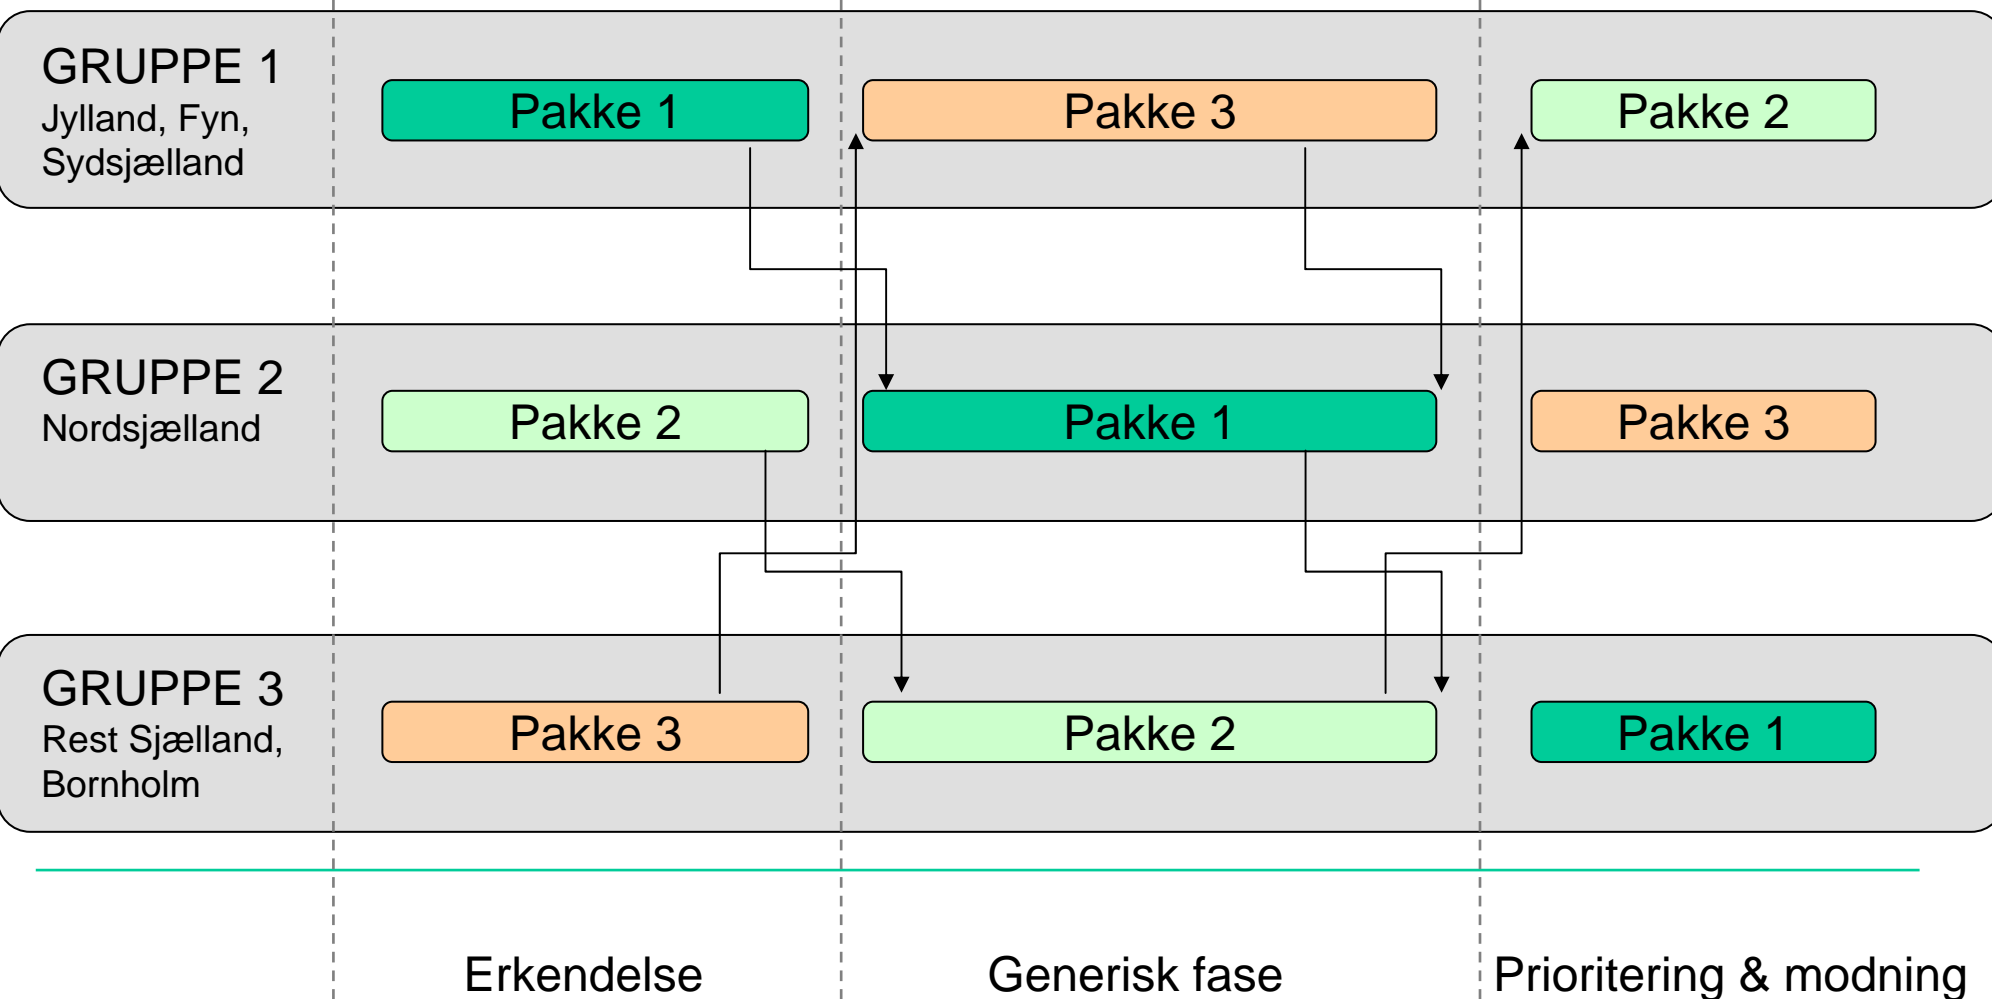 GRUPPE 1
Jylland, Fyn,
Sydsjælland
Pakke 1
Pakke 3
Pakke 2
GRUPPE 2
Nordsjælland
Pakke 2
Pakke 1
Pakke 3
GRUPPE 3
Rest Sjælland,
Bornholm
Pakke 3
Pakke 2
Pakke 1
Erkendelse
Generisk fase
Prioritering & modning